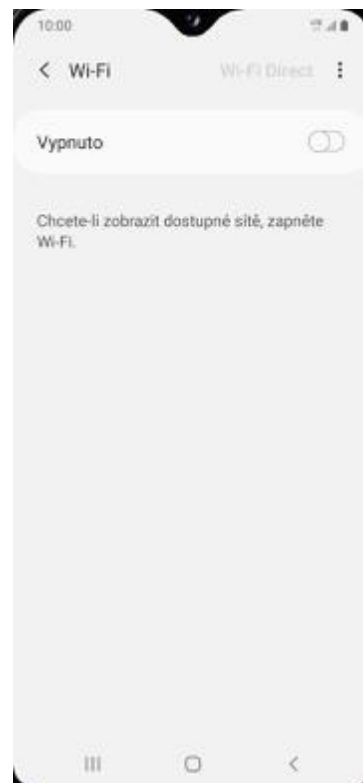 10:00
Wi-Fi
Wi-Fi Direct
Vypnuto
Chcete-li zobrazit dostupné sítě, zapněte
Wi-Fi.